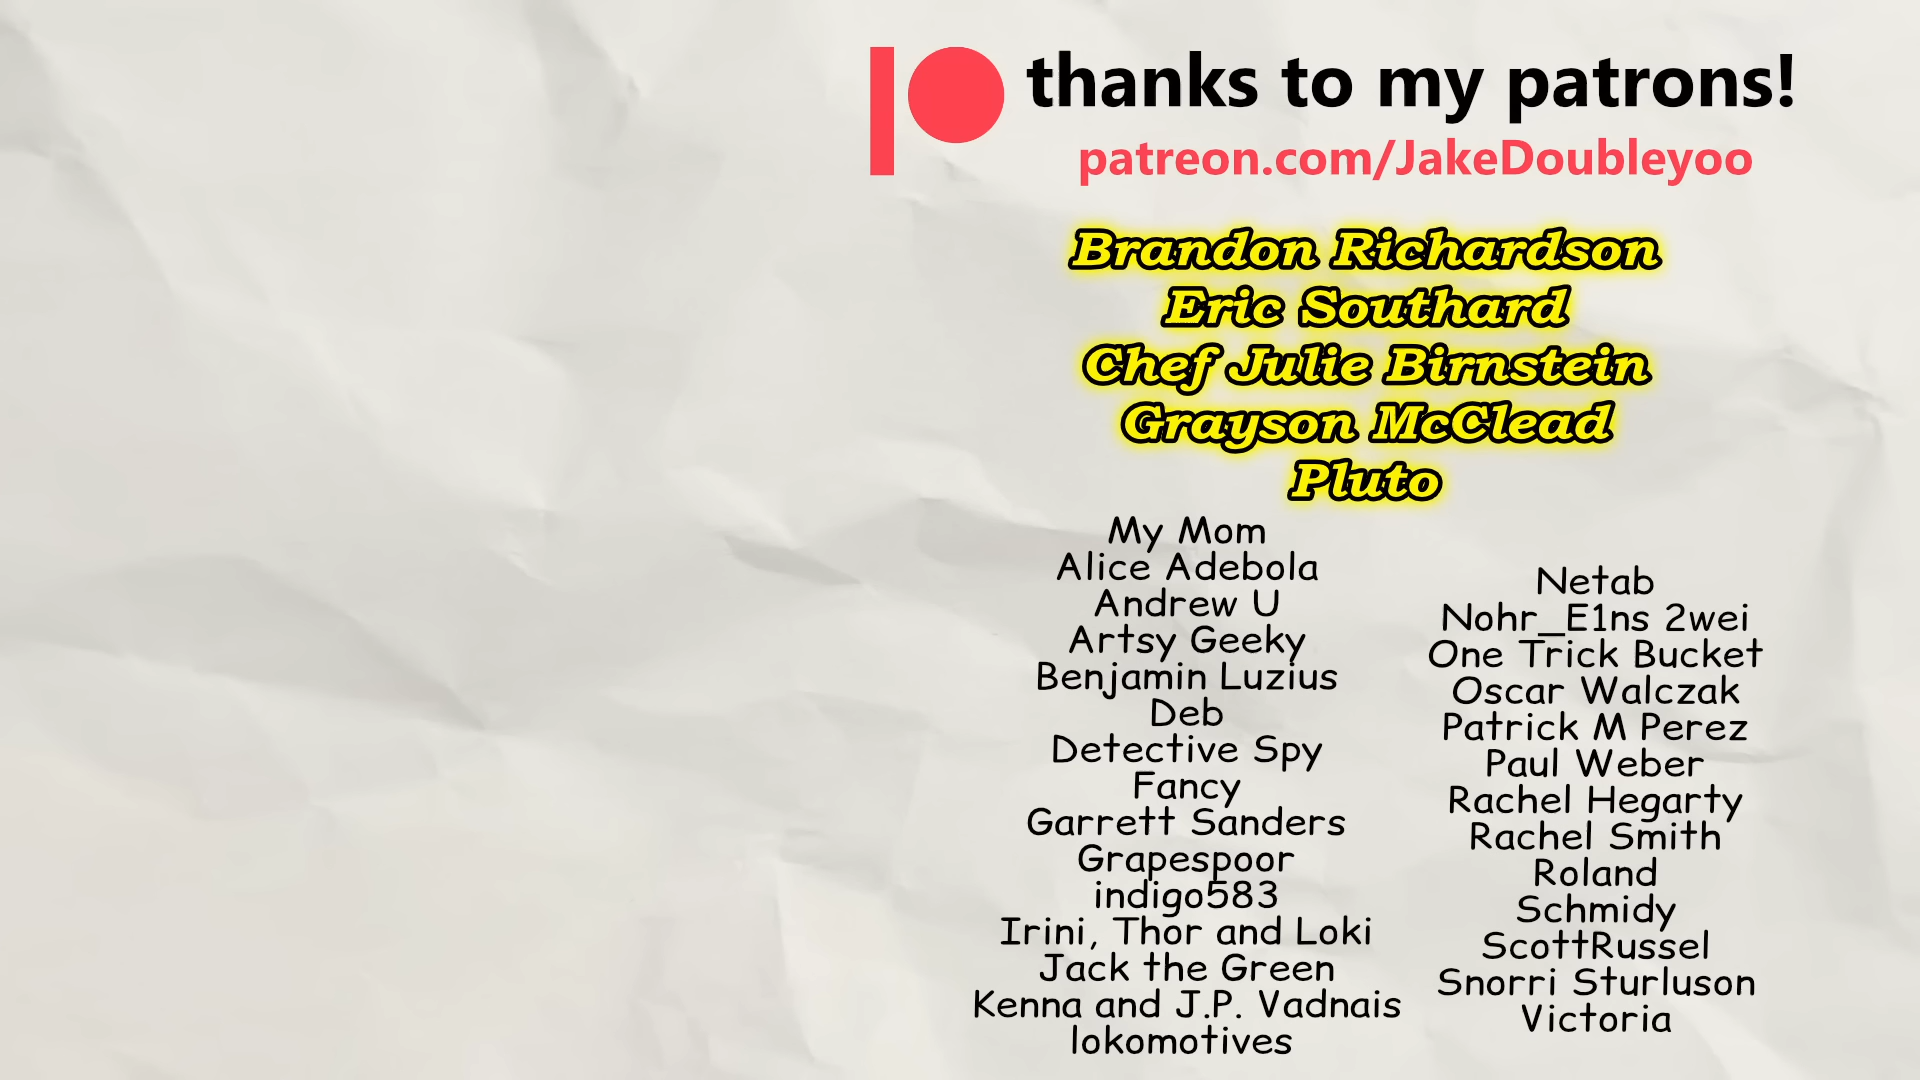 thanks to my patrons!
patreon.com/JakeDoubleyoo
Brandon Richardson
Eric Southard
Chef Julie Birnstein
Grayson McClead
Pluto
My Mom
Alice Adebola
Andrew U
Artsy Geeky
Benjamin Luzius
Deb
Detective Spy
Fancy
Garrett Sanders
Grapespoor
indigo583
Irini, Thor and Loki
Jack the Green
Kenna and J.P. Vadnais
lokomotives
Netab
Nohr_E1ns 2wei
One Trick Bucket
Oscar Walczak
Patrick M Perez
Paul Weber
Rachel Hegarty
Rachel Smith
Roland
Schmidy
ScottRussel
Snorri Sturluson
Victoria